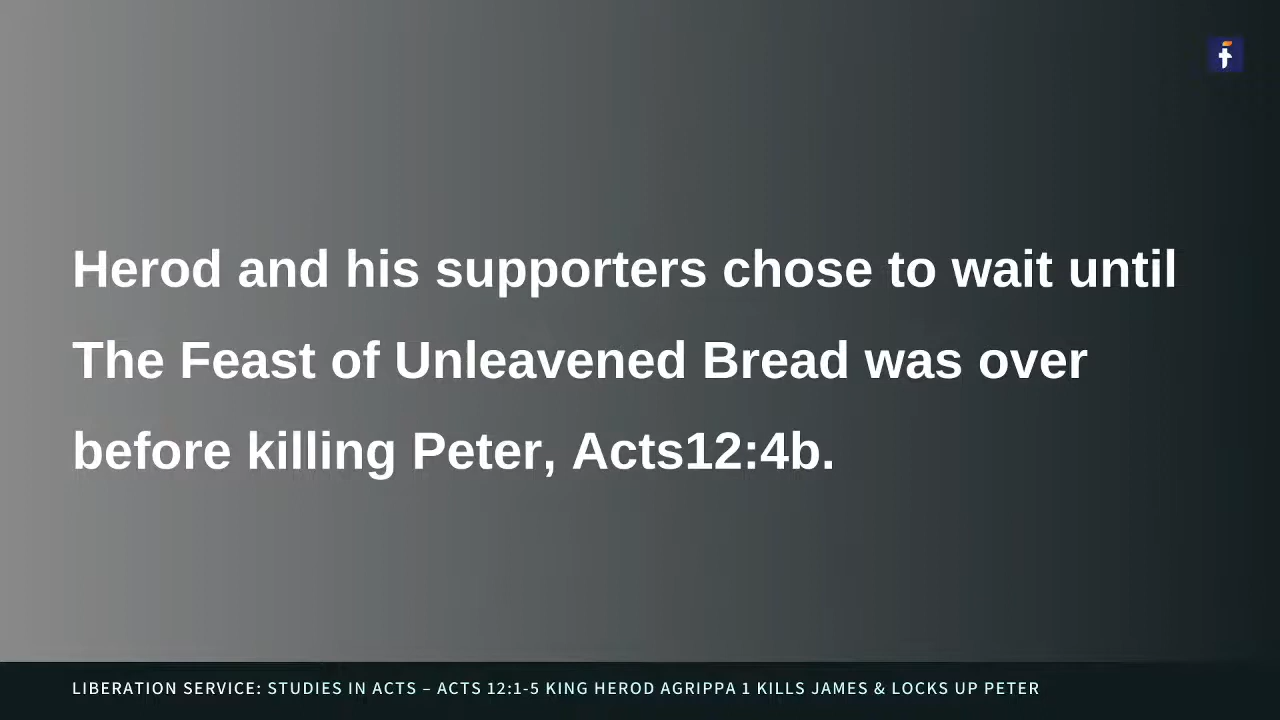 Herod and his supporters chose to wait until
The Feast of Unleavened Bread was over
before killing Peter, Acts12:4b.
LIBERATION SERVICE: STUDIES IN ACTS – ACTS 12:1-5 KING HEROD AGRIPPA 1 KILLS JAMES & LOCKS UP PETER